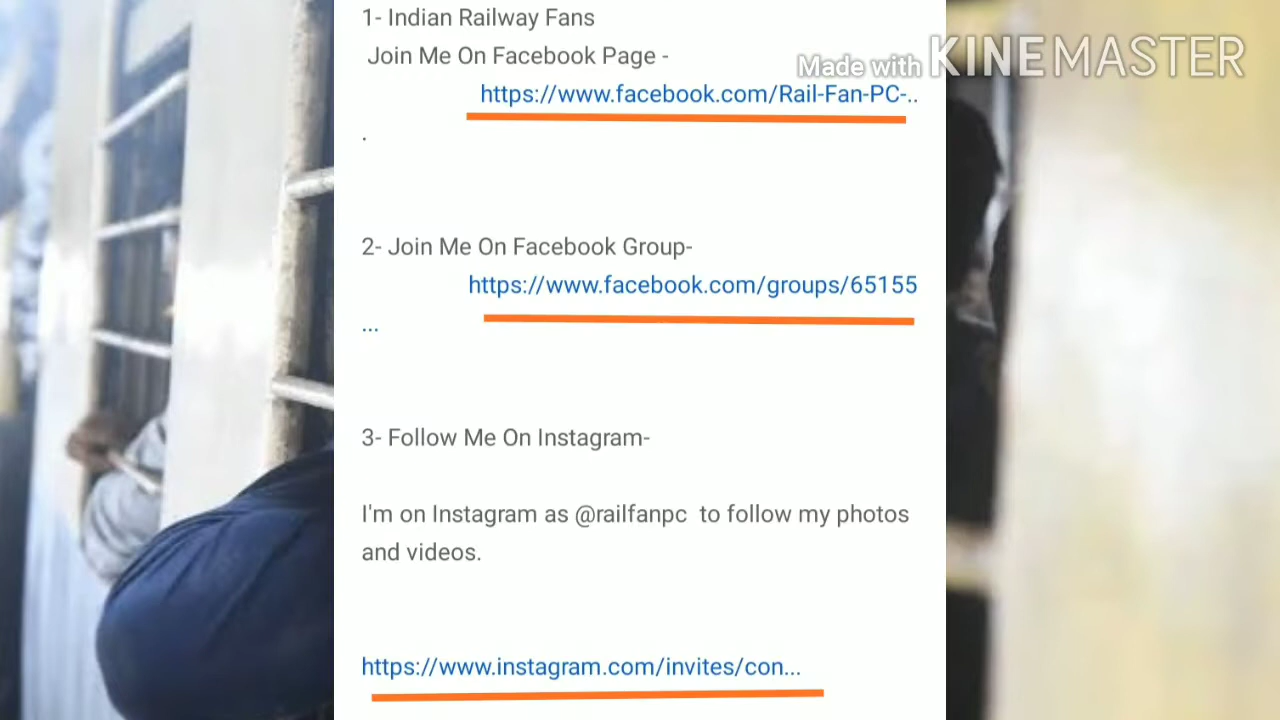 1- Indian Railway Fans
Join Me On Facebook Page -
Made with KINEMASTER
https://www.facebook.com/Rail-Fan-PC-..
.
2- Join Me On Facebook Group-
https://www.facebook.com/groups/65155
...
3- Follow Me On Instagram-
I'm on Instagram as @railfanpc to follow my photos
and videos.
https://www.instagram.com/invites/con...